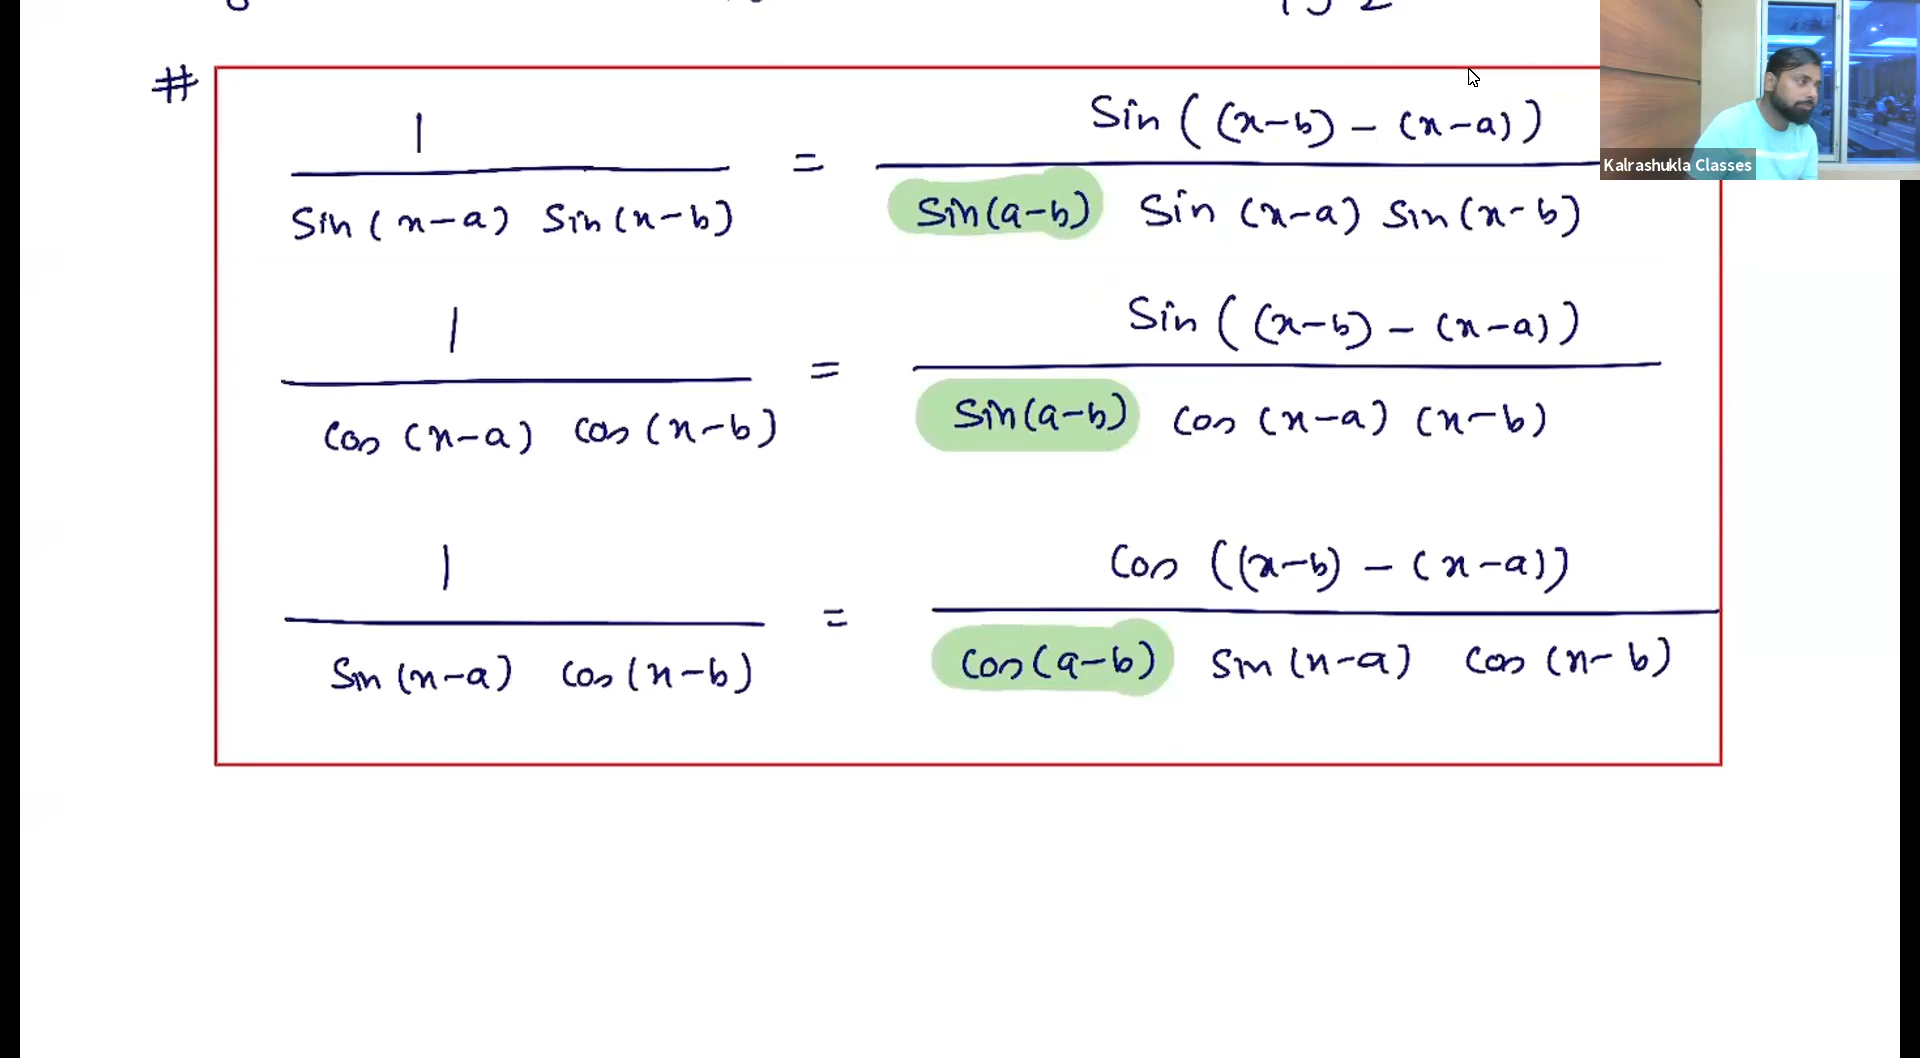 #
1 / Sin(x-a) Sin(x-b) = Sin((x-b) - (x-a)) / Sin(a-b) Sin(x-a) Sin(x-b)
1 / Cos(x-a) Cos(x-b) = Sin((x-b) - (x-a)) / Sin(a-b) Cos(x-a) (x-b)
1 / Sin(x-a) Cos(x-b) = Cos((x-b) - (x-a)) / Cos(a-b) Sin(x-a) Cos(x-b)
Kalrashukla Classes